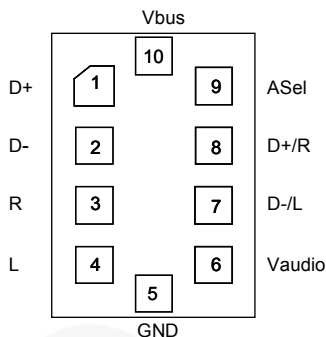 Vbus
10
D+ 1 9 ASel
D- 2 8 D+/R
R 3 7 D-/L
L 4 6 Vaudio
5
GND